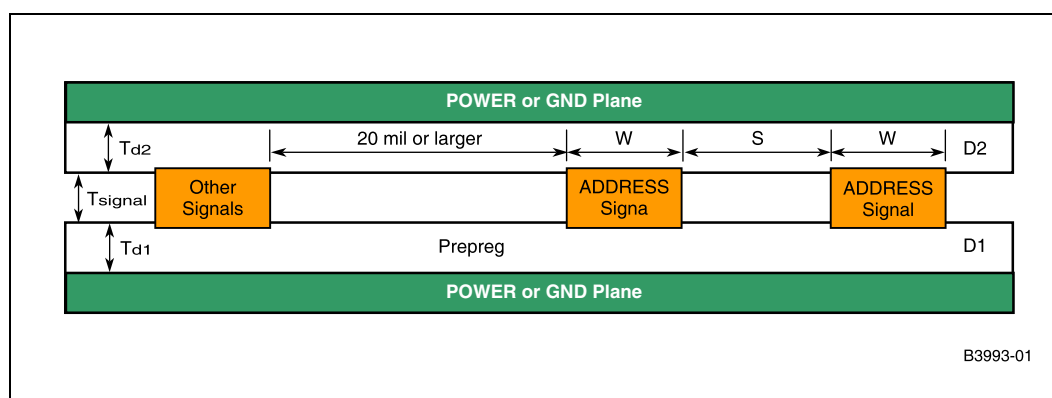 POWER or GND Plane
Td2
20 mil or larger
W
S
W
D2
Tsignal
Other
Signals
ADDRESS
Signa
ADDRESS
Signal
Td1
Prepreg
D1
POWER or GND Plane
B3993-01